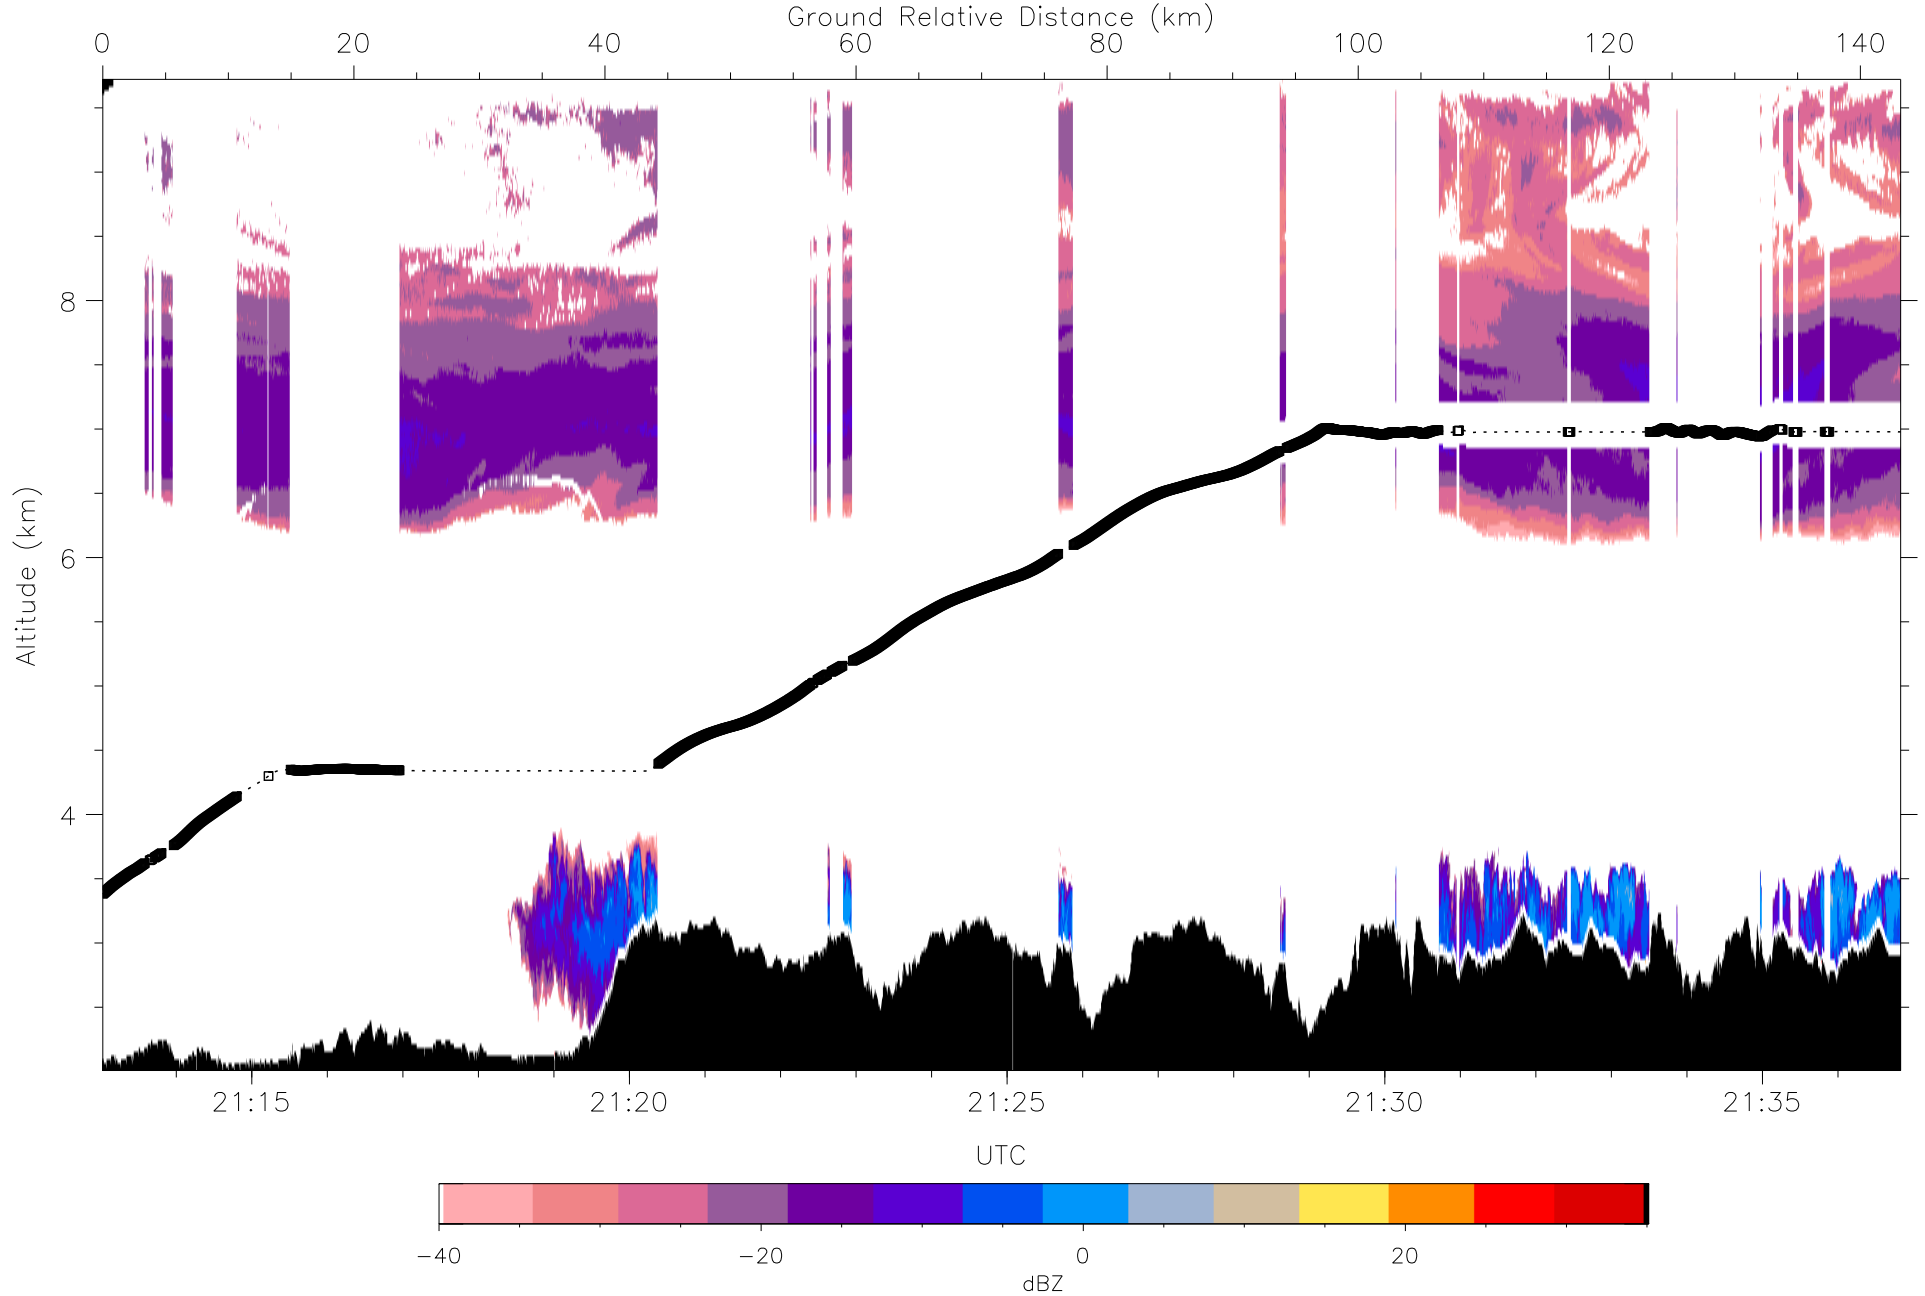 Ground Relative Distance (km)
0 20 40 60 80 100 120 140
8
6
4
Altitude (km)
21:15 21:20 21:25 21:30 21:35
UTC
−40 −20 0 20
dBZ